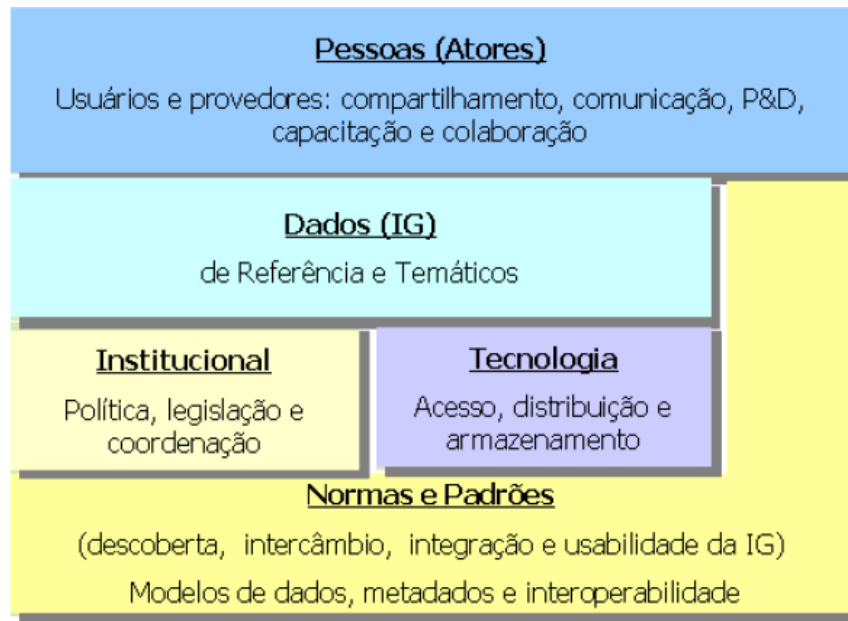 Pessoas (Atores)
Usuários e provedores: compartilhamento, comunicação, P&D,
capacitação e colaboração
Dados (IG)
de Referência e Temáticos
Institucional
Política, legislação e
coordenação
Tecnologia
Acesso, distribuição e
armazenamento
Normas e Padrões
(descoberta, intercâmbio, integração e usabilidade da IG)
Modelos de dados, metadados e interoperabilidade